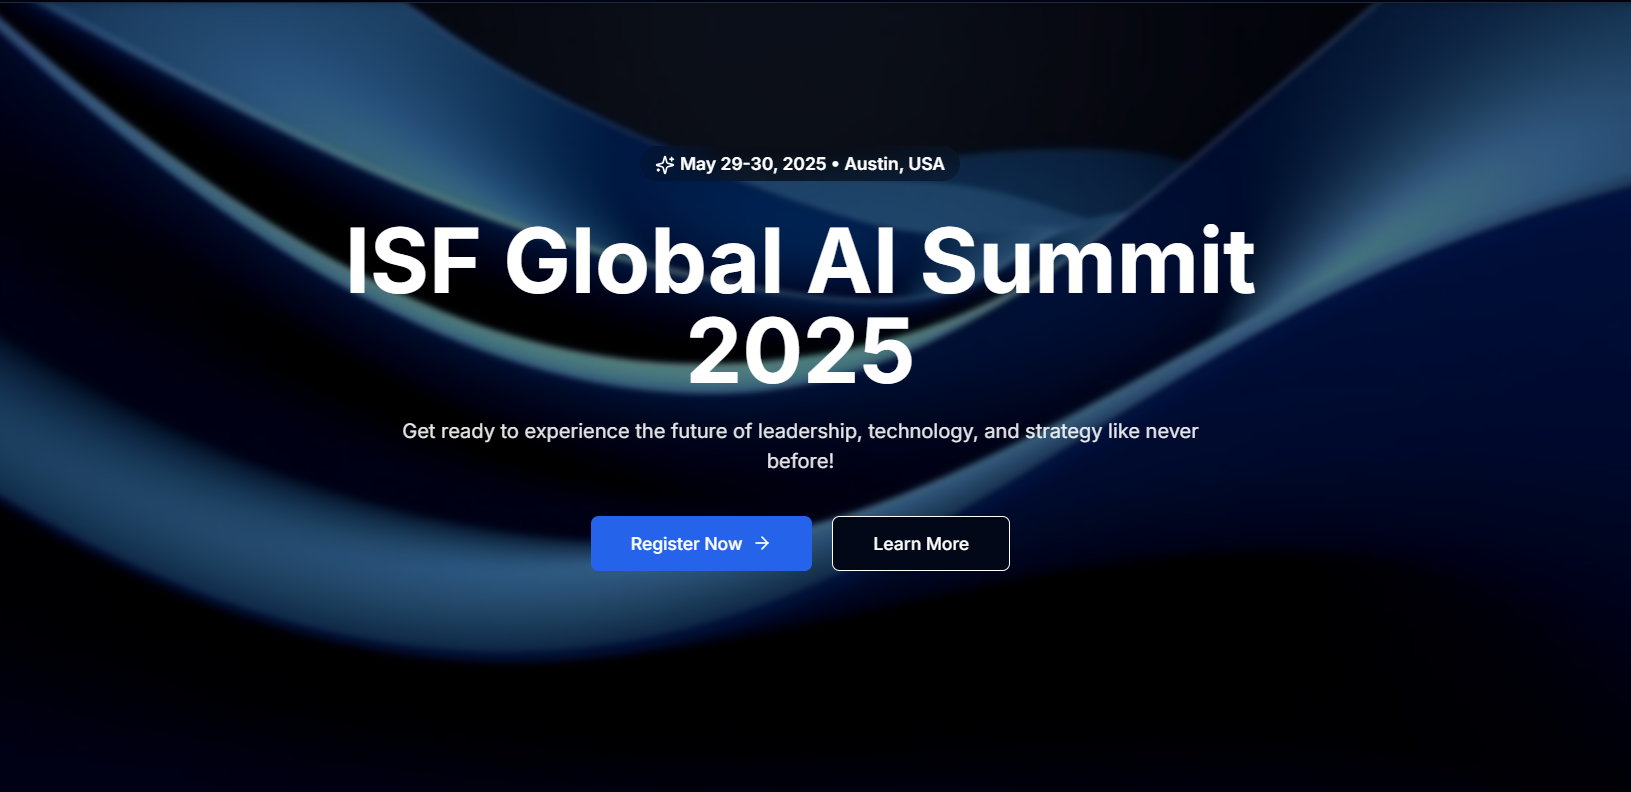 May 29-30, 2025 • Austin, USA
ISF Global AI Summit
2025
Get ready to experience the future of leadership, technology, and strategy like never
before!
Register Now →
Learn More